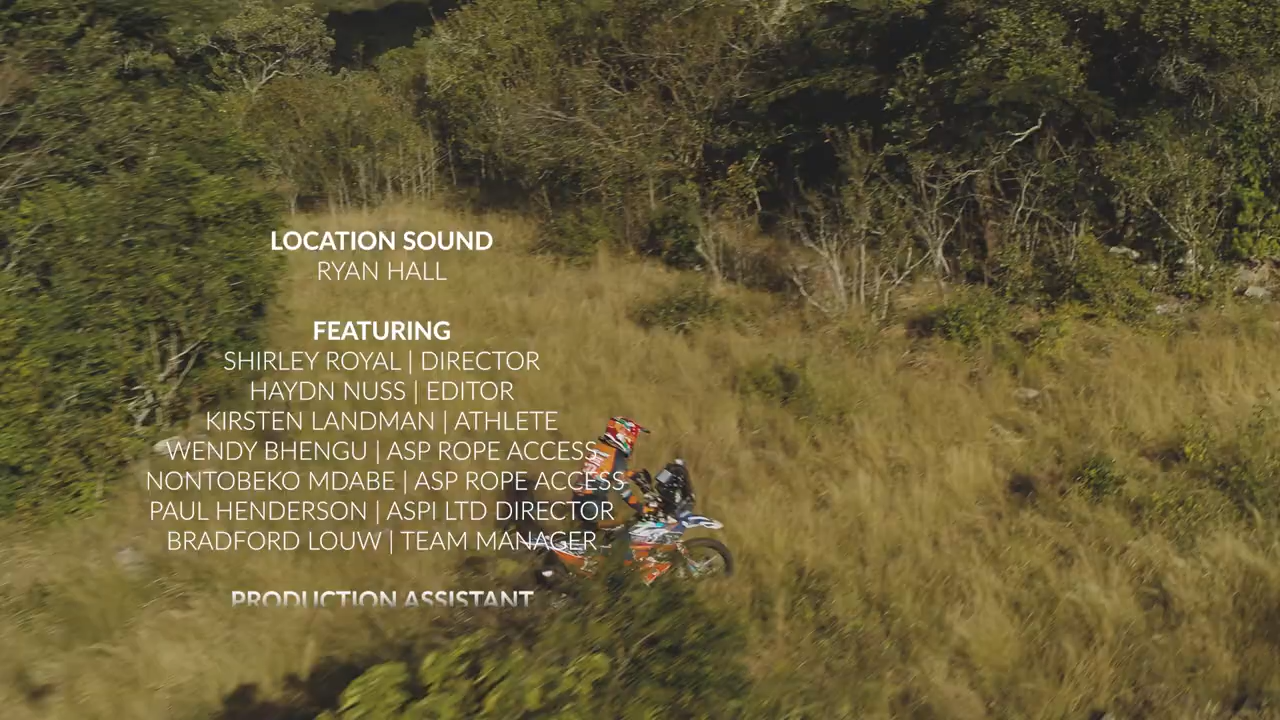 LOCATION SOUND
RYAN HALL
FEATURING
SHIRLEY ROYAL | DIRECTOR
HAYDN NUSS | EDITOR
KIRSTEN LANDMAN | ATHLETE
WENDY BHENGU | ASP ROPE ACCESS
NONTOBEKO MDABE | ASP ROPE ACCESS
PAUL HENDERSON | ASPI LTD DIRECTOR
BRADFORD LOUW | TEAM MANAGER
PRODUCTION ASSISTANT